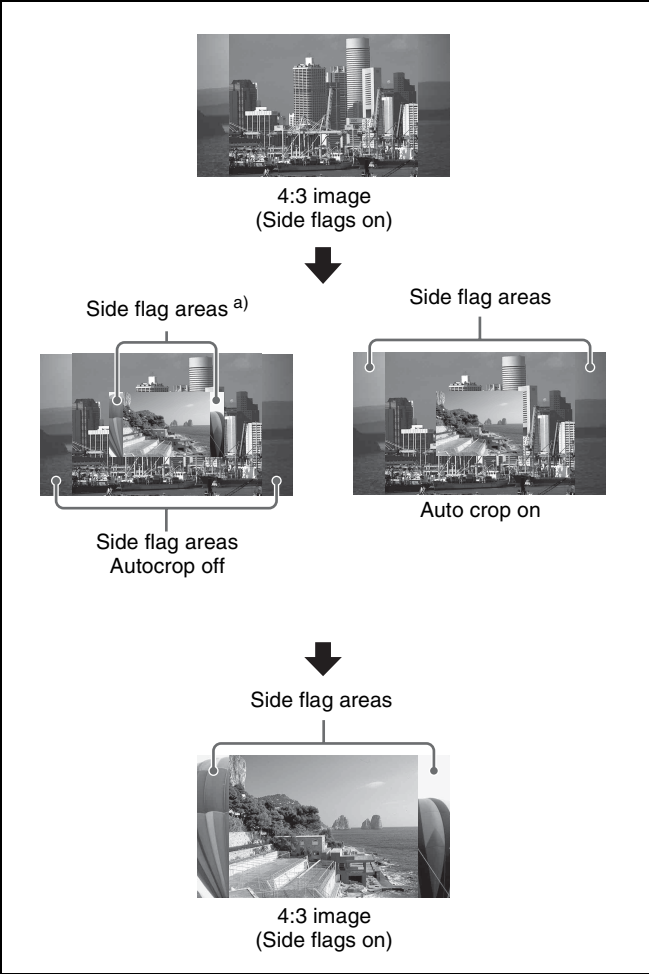 4:3 image
(Side flags on)
Side flag areas a)
Side flag areas
Side flag areas
Autocrop off
Auto crop on
Side flag areas
4:3 image
(Side flags on)